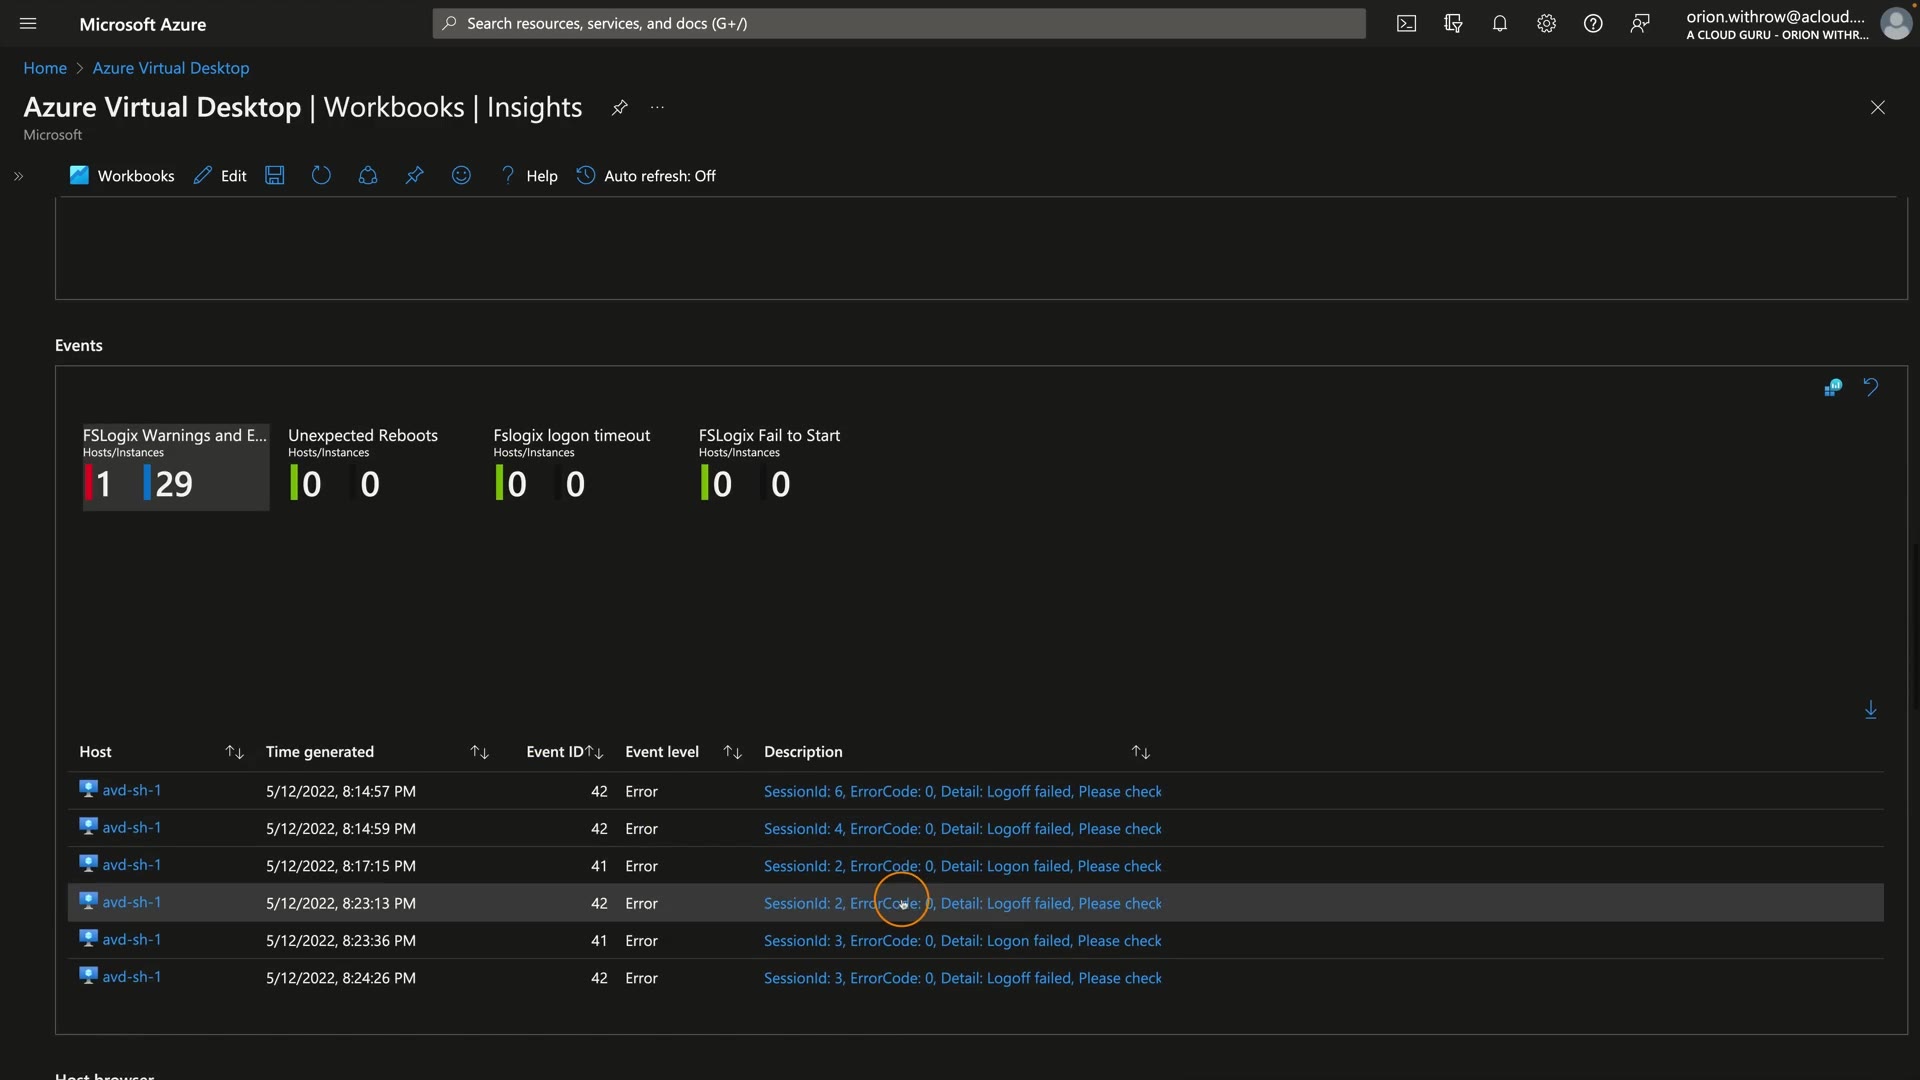 Microsoft Azure
Search resources, services, and docs (G+/)
orion.withrow@acloud....
A CLOUD GURU - ORION WITHR...
Home > Azure Virtual Desktop
Azure Virtual Desktop | Workbooks | Insights
Microsoft
Workbooks Edit Help Auto refresh: Off
Events
FSLogix Warnings and E... Unexpected Reboots Fslogix logon timeout FSLogix Fail to Start
Hosts/Instances Hosts/Instances Hosts/Instances Hosts/Instances
1 29 0 0 0 0 0 0
Host Time generated Event ID Event level Description
avd-sh-1 5/12/2022, 8:14:57 PM 42 Error SessionId: 6, ErrorCode: 0, Detail: Logoff failed, Please check
avd-sh-1 5/12/2022, 8:14:59 PM 42 Error SessionId: 4, ErrorCode: 0, Detail: Logoff failed, Please check
avd-sh-1 5/12/2022, 8:17:15 PM 41 Error SessionId: 2, ErrorCode: 0, Detail: Logon failed, Please check
avd-sh-1 5/12/2022, 8:23:13 PM 42 Error SessionId: 2, ErrorCode: 0, Detail: Logoff failed, Please check
avd-sh-1 5/12/2022, 8:23:36 PM 41 Error SessionId: 3, ErrorCode: 0, Detail: Logon failed, Please check
avd-sh-1 5/12/2022, 8:24:26 PM 42 Error SessionId: 3, ErrorCode: 0, Detail: Logoff failed, Please check
Host browser